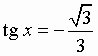 tg x = −√3/3